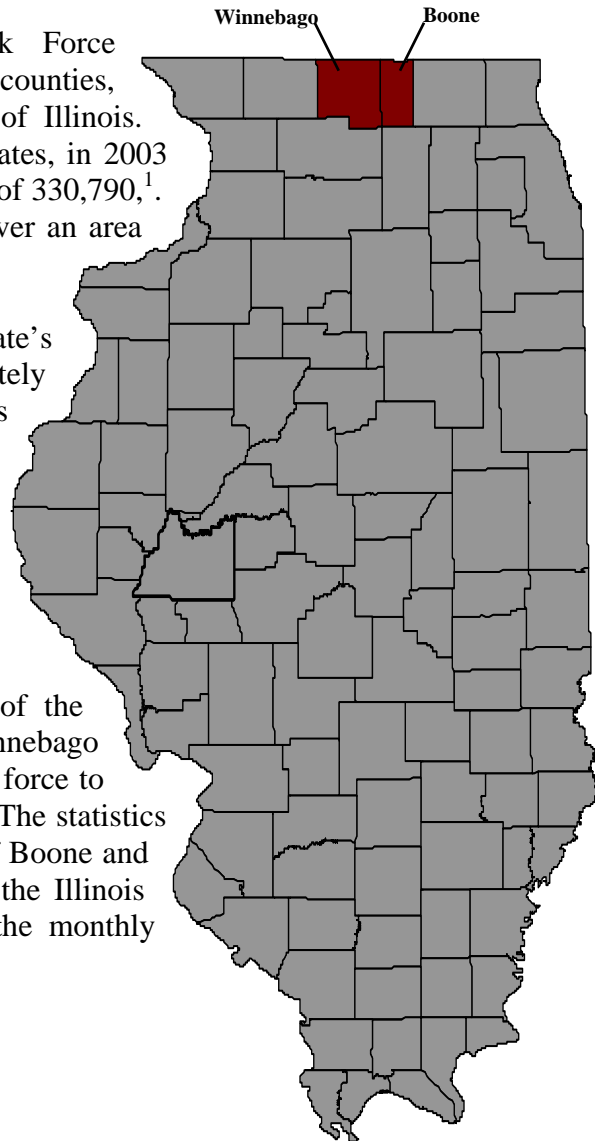 Winnebago Boone
k Force
counties,
of Illinois.
ates, in 2003
of 330,790,¹.
ver an area
ate's
tely
s
of the
nnebago
force to
The statistics
f Boone and
the Illinois
the monthly